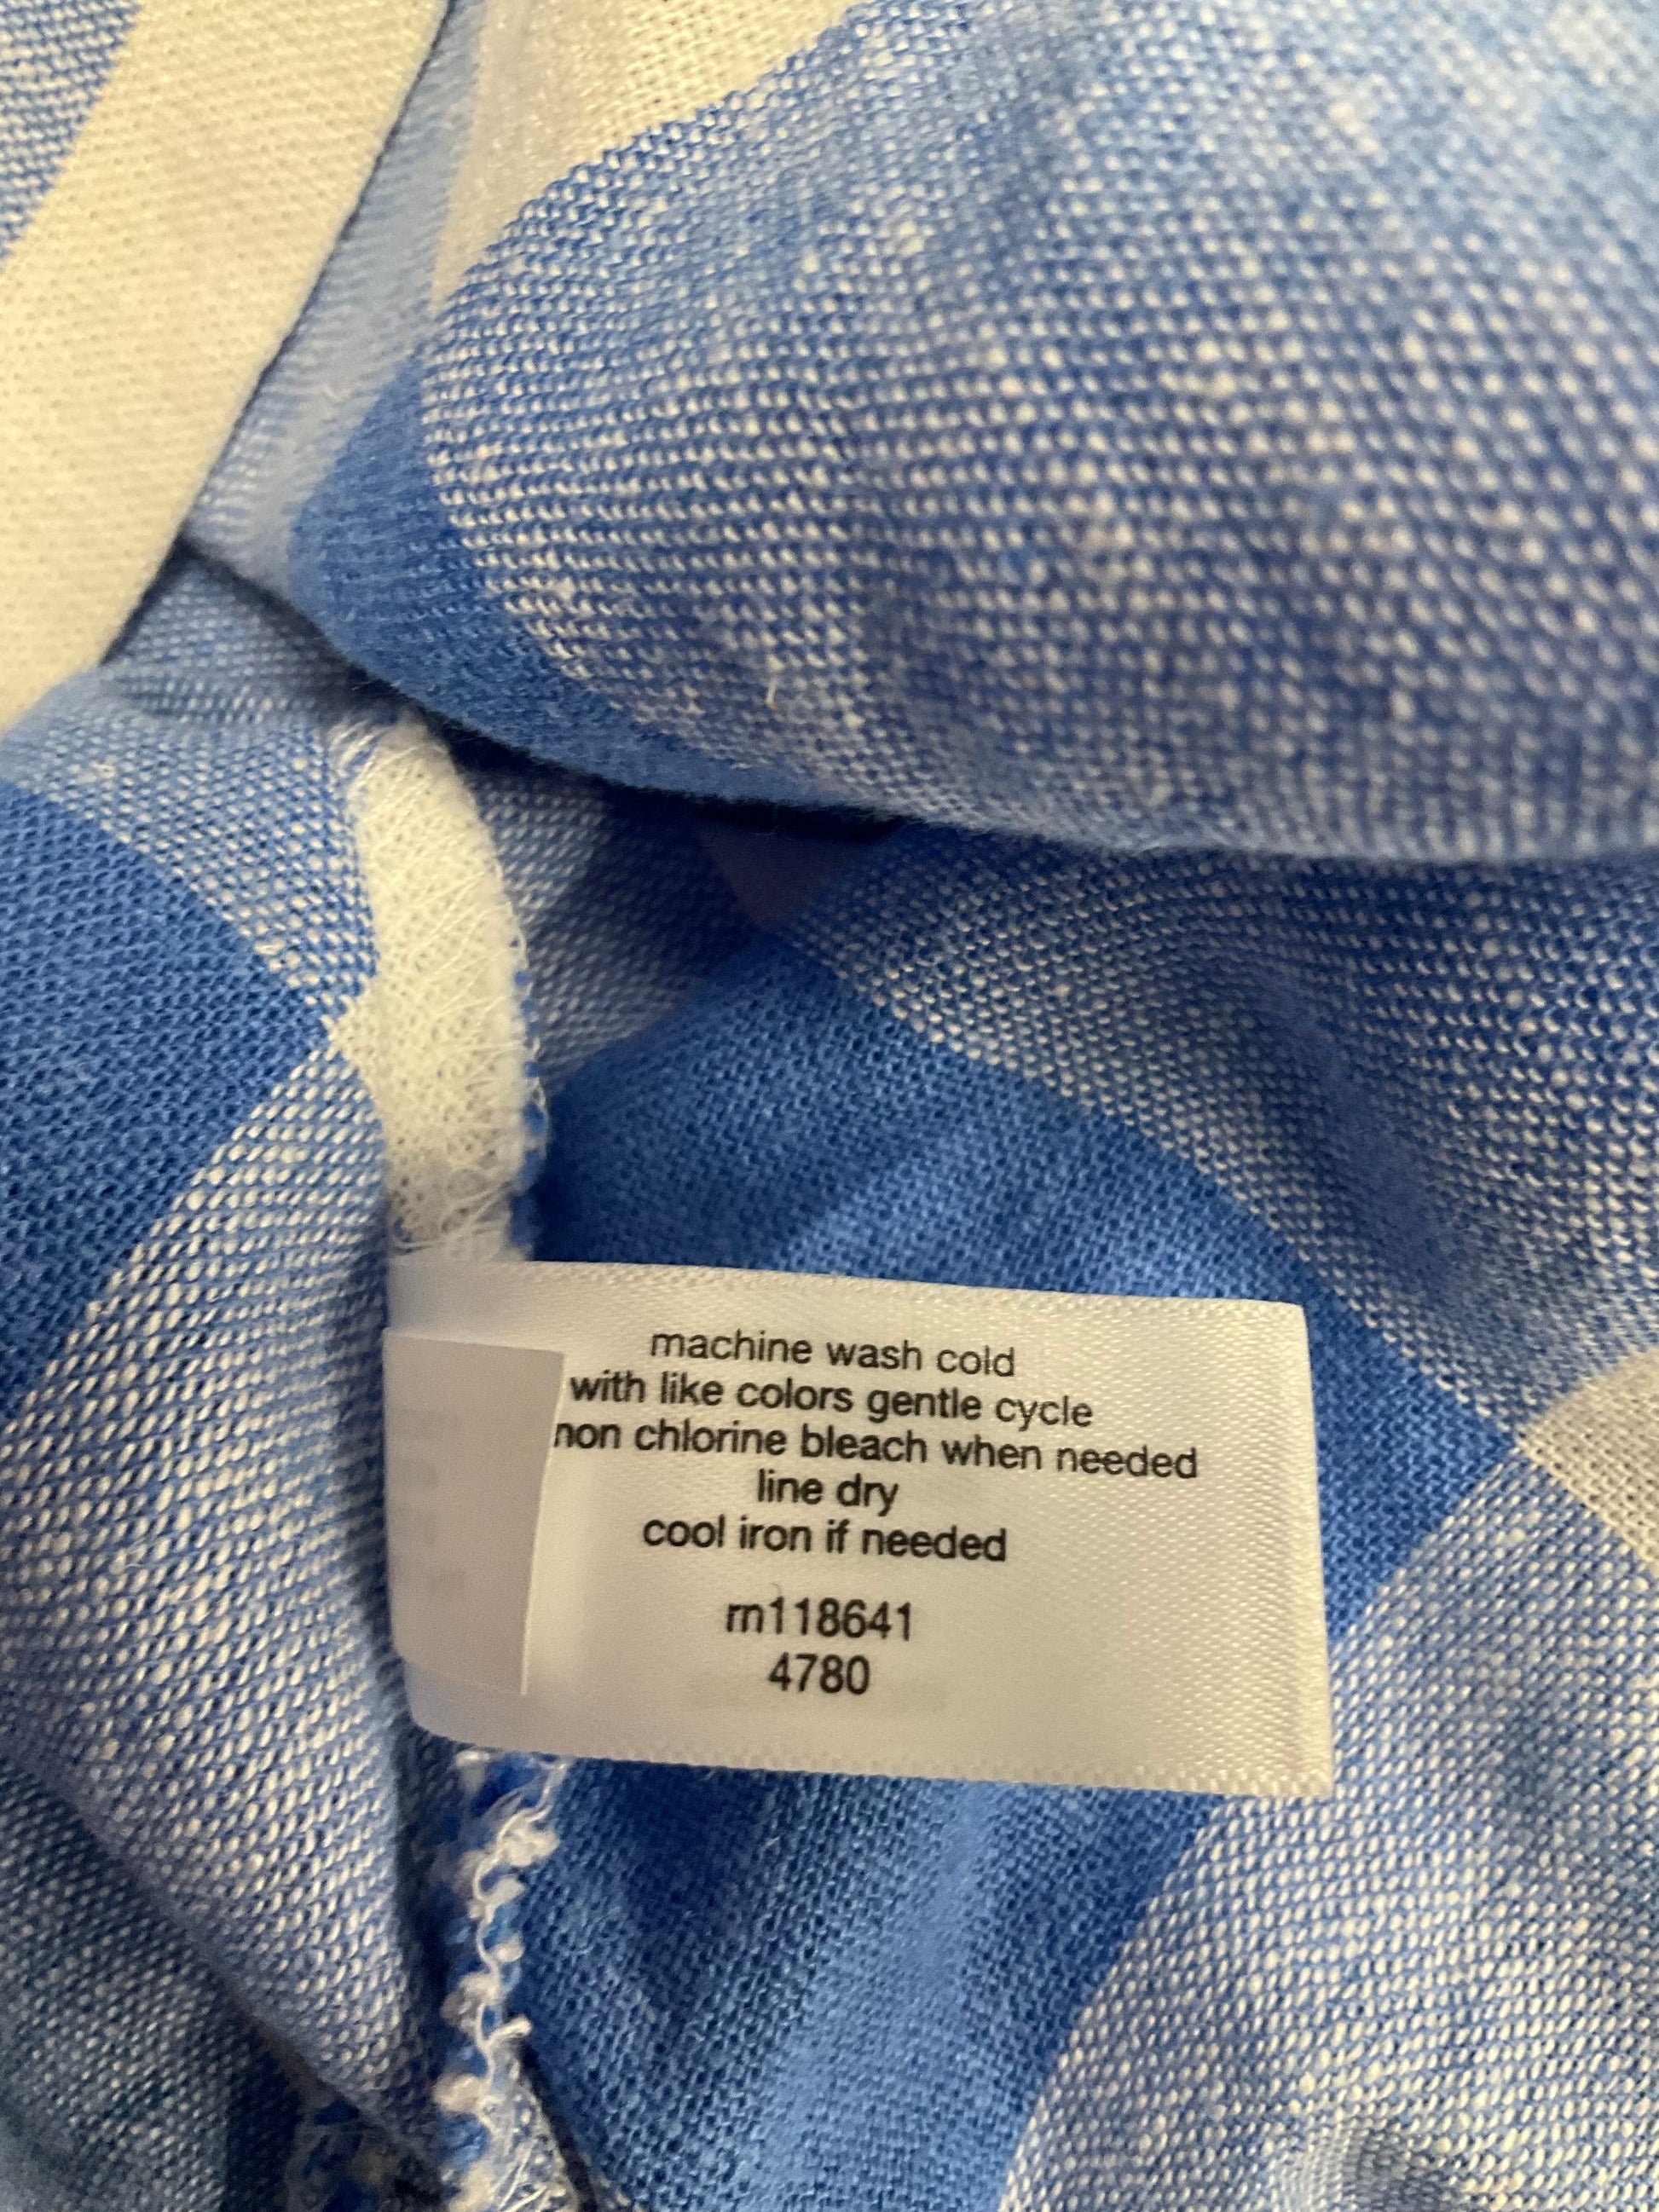 machine wash cold
with like colors gentle cycle
non chlorine bleach when needed
line dry
cool iron if needed
rn118641
4780